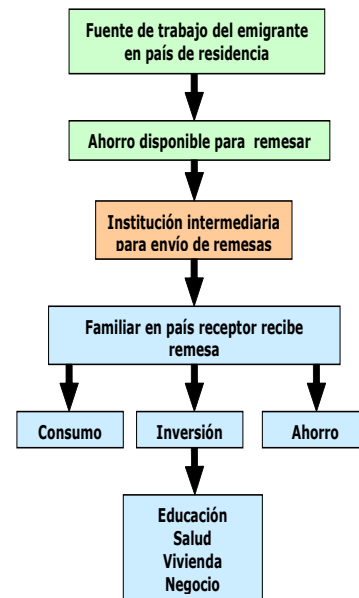 Fuente de trabajo del emigrante
en país de residencia
Ahorro disponible para remesar
Institución intermediaria
para envío de remesas
Familiar en país receptor recibe
remesa
Consumo
Inversión
Ahorro
Educación
Salud
Vivienda
Negocio